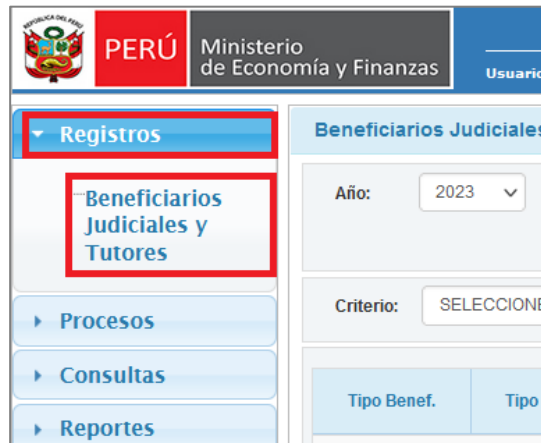 REPÚBLICA DEL PERÚ
PERÚ
Ministerio
de Economía y Finanzas
Usuario
Registros
Beneficiarios
Judiciales y
Tutores
Procesos
Consultas
Reportes
Beneficiarios Judiciales
Año: 2023
Criterio: SELECCIONE
Tipo Benef. Tipo